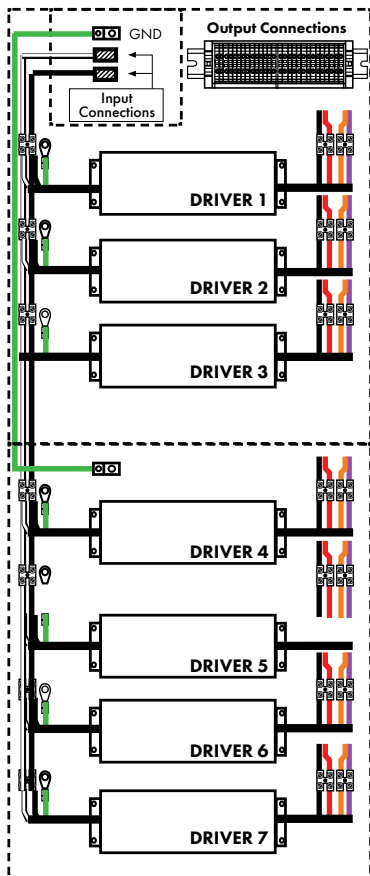 GND
Output Connections
Input
Connections
DRIVER 1
DRIVER 2
DRIVER 3
DRIVER 4
DRIVER 5
DRIVER 6
DRIVER 7